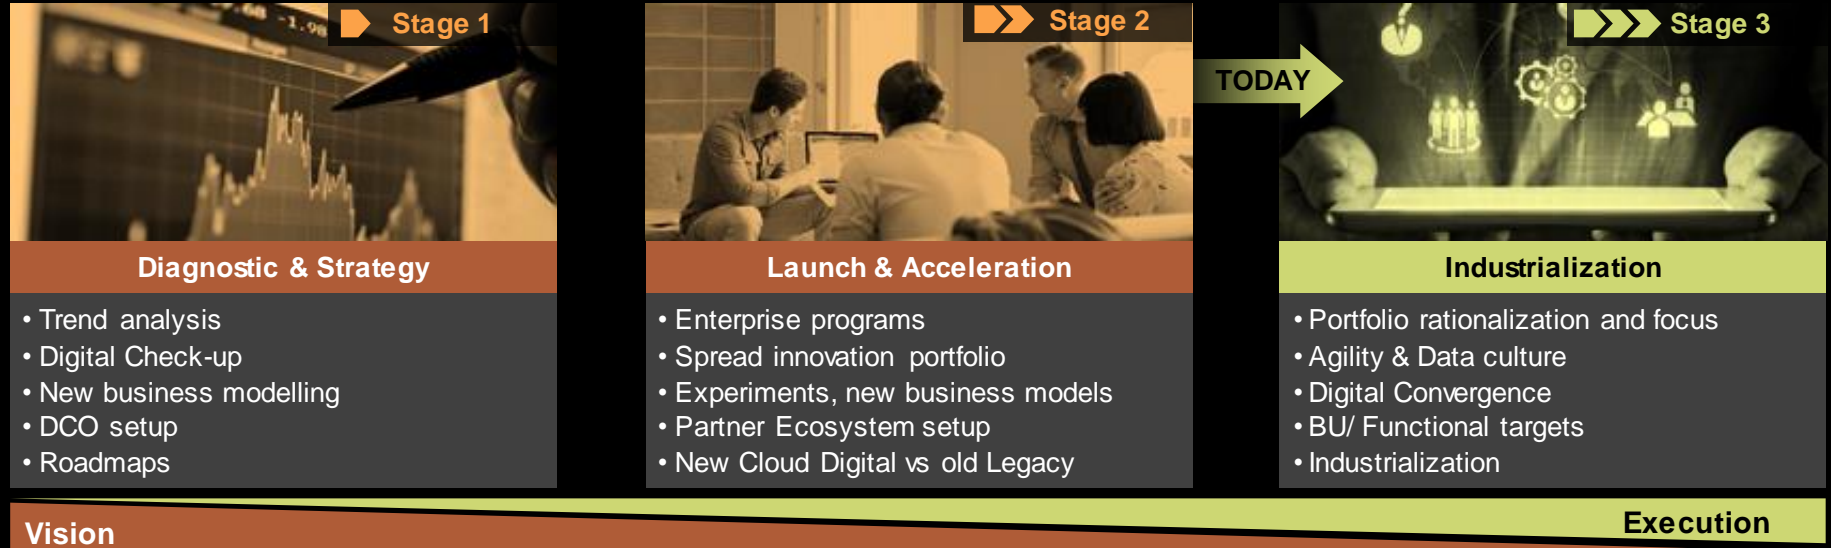 -1.98
Stage 1
Stage 2
TODAY
Stage 3
Diagnostic & Strategy
• Trend analysis
• Digital Check-up
• New business modelling
• DCO setup
• Roadmaps
Launch & Acceleration
• Enterprise programs
• Spread innovation portfolio
• Experiments, new business models
• Partner Ecosystem setup
• New Cloud Digital vs old Legacy
Industrialization
• Portfolio rationalization and focus
• Agility & Data culture
• Digital Convergence
• BU/ Functional targets
• Industrialization
Vision
Execution